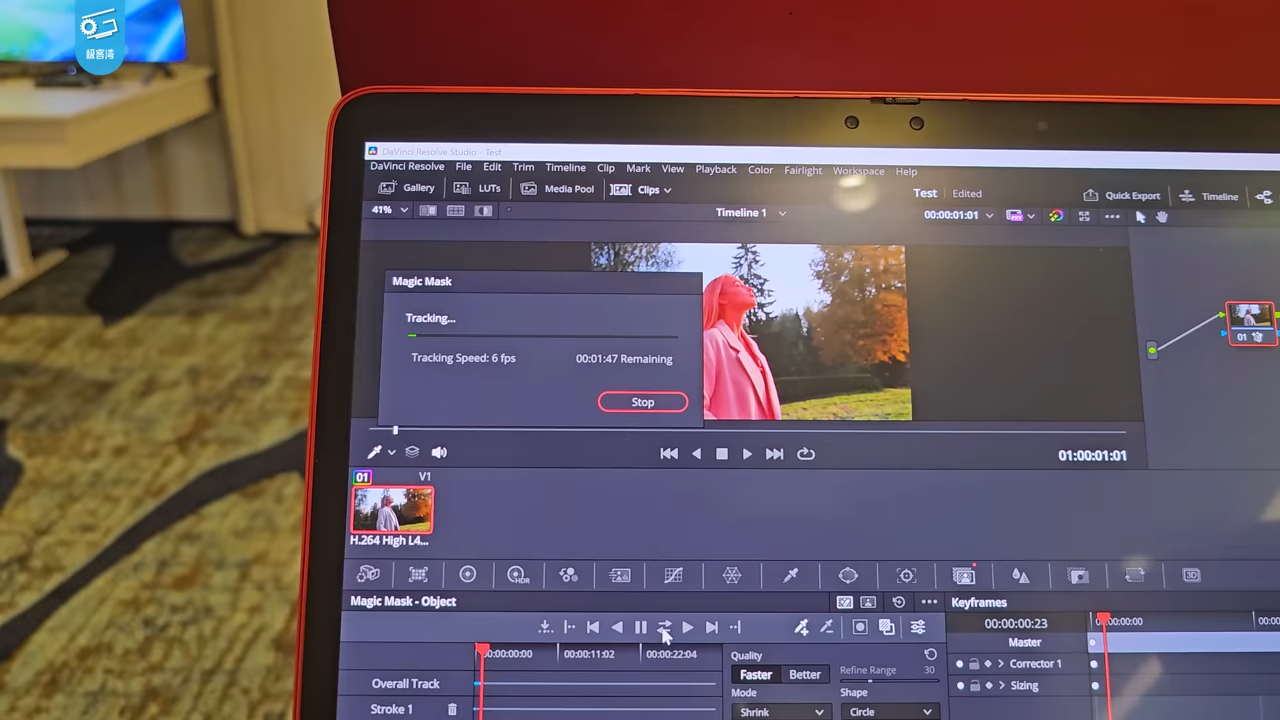 极客湾
DaVinci Resolve Studio - Test
DaVinci Resolve File Edit Trim Timeline Clip Mark View Playback Color Fairlight Workspace Help
Gallery LUTs Media Pool Clips Test Edited Quick Export Timeline
41% Timeline 1 00:00:01:01
Magic Mask
Tracking...
Tracking Speed: 6 fps 00:01:47 Remaining
Stop
01
01:00:01:01
01 V1
H.264 High L4...
HDR
3D
Magic Mask - Object Keyframes
00:00:00:23 00:00:00:00
Master
00:00:00:00 00:00:11:02 00:00:22:04
Quality
Faster Better Refine Range 30
Corrector 1
Overall Track
Sizing
Mode Shape
Stroke 1 Shrink Circle